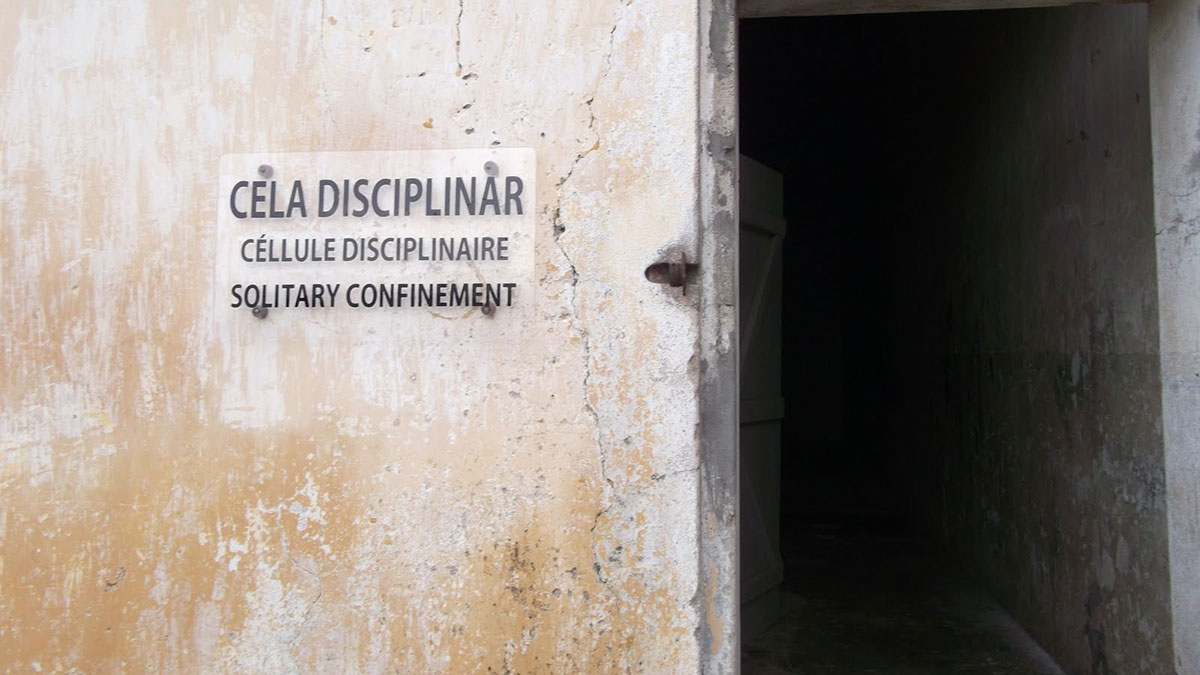 CELA DISCIPLINAR
CÉLLULE DISCIPLINAIRE
SOLITARY CONFINEMENT